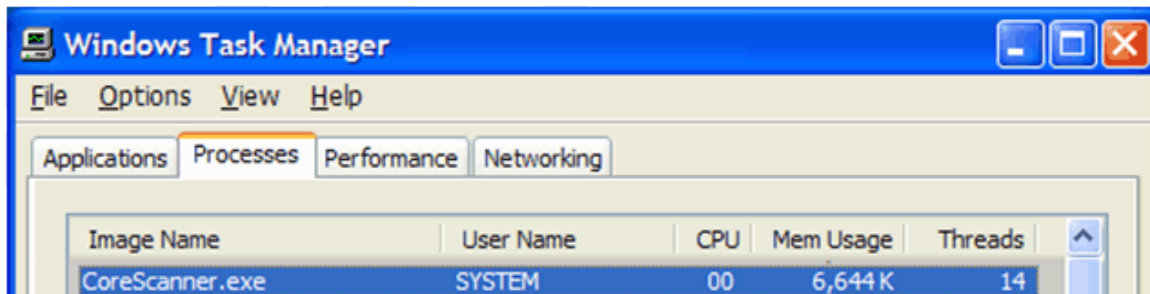 Windows Task Manager
File Options View Help
Applications Processes Performance Networking
Image Name User Name CPU Mem Usage Threads
CoreScanner.exe SYSTEM 00 6,644 K 14